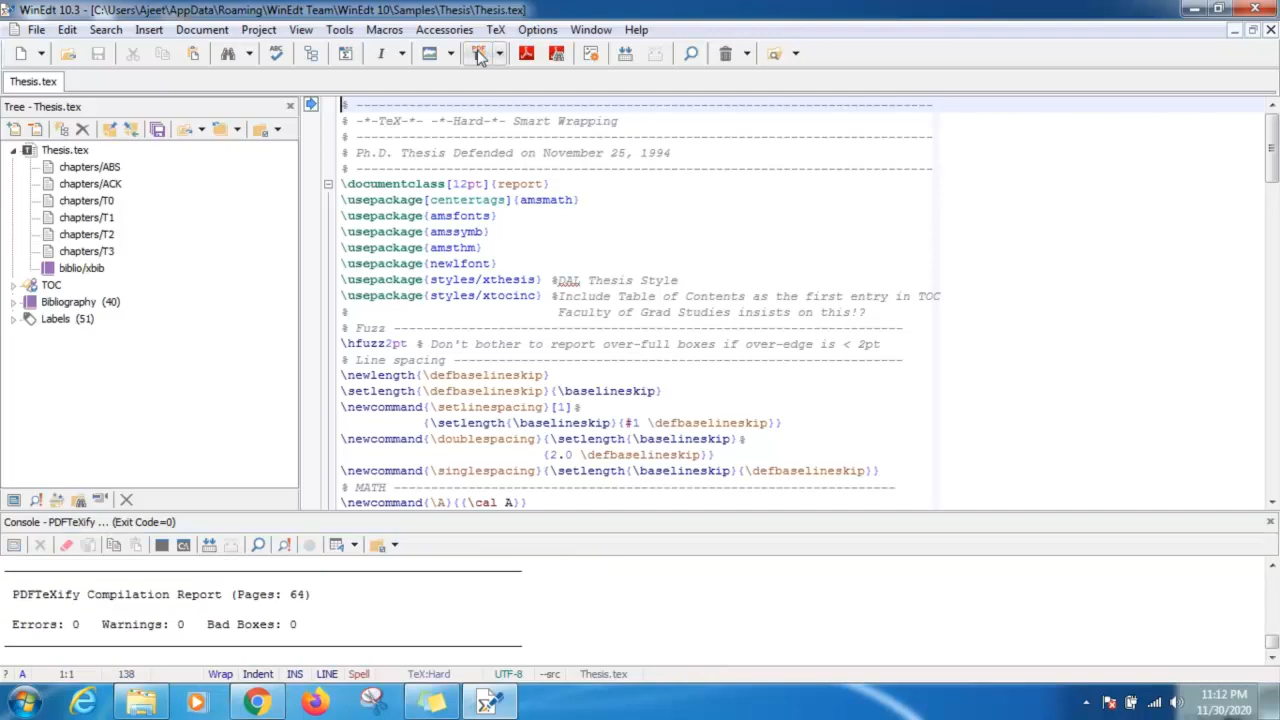 WinEdt 10.3 - [C:\Users\Ajeet\AppData\Roaming\WinEdt Team\WinEdt 10\Samples\Thesis\Thesis.tex]
File Edit Search Insert Document Project View Tools Macros Accessories TeX Options Window Help
Thesis.tex
Tree - Thesis.tex
Thesis.tex
chapters/ABS
chapters/ACK
chapters/T0
chapters/T1
chapters/T2
chapters/T3
biblio/xbib
TOC
Bibliography (40)
Labels (51)
% ------------------------------------------------------------------------------
% -*-TeX-*- -*-Hard-*- Smart Wrapping
% ------------------------------------------------------------------------------
% Ph.D. Thesis Defended on November 25, 1994
% ------------------------------------------------------------------------------
\documentclass[12pt]{report}
\usepackage[centertags]{amsmath}
\usepackage{amsfonts}
\usepackage{amssymb}
\usepackage{amsthm}
\usepackage{newlfont}
\usepackage{styles/xthesis} %DAL Thesis Style
\usepackage{styles/xtocinc} %Include Table of Contents as the first entry in TOC
% Faculty of Grad Studies insists on this!?
% Fuzz --------------------------------------------------------------------
\hfuzz2pt % Don't bother to report over-full boxes if over-edge is < 2pt
% Line spacing ------------------------------------------------------------
\newlength{\defbaselineskip}
\setlength{\defbaselineskip}{\baselineskip}
\newcommand{\setlinespacing}[1]%
{\setlength{\baselineskip}{#1 \defbaselineskip}}
\newcommand{\doublespacing}{\setlength{\baselineskip}%
{2.0 \defbaselineskip}}
\newcommand{\singlespacing}{\setlength{\baselineskip}{\defbaselineskip}}
% MATH -------------------------------------------------------------------
\newcommand{\A}{{\cal A}}
Console - PDFTeXify ... (Exit Code=0)
PDFTeXify Compilation Report (Pages: 64)
Errors: 0 Warnings: 0 Bad Boxes: 0
? A 1:1 138 Wrap Indent INS LINE Spell TeX:Hard UTF-8 --src Thesis.tex
11:12 PM
11/30/2020